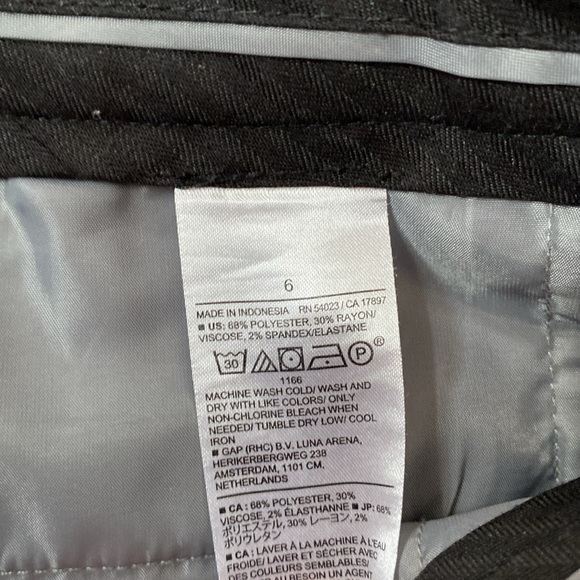 6
MADE IN INDONESIA RN 54023 / CA 17897
■ US: 68% POLYESTER, 30% RAYON/
VISCOSE, 2% SPANDEX/ELASTANE
30 P ®
1166
MACHINE WASH COLD/ WASH AND
DRY WITH LIKE COLORS/ ONLY
NON-CHLORINE BLEACH WHEN
NEEDED/ TUMBLE DRY LOW/ COOL
IRON
■ GAP (RHC) B.V. LUNA ARENA,
HERIKERBERGWEG 238
AMSTERDAM, 1101 CM,
NETHERLANDS
■ CA : 68% POLYESTER, 30%
VISCOSE, 2% ÉLASTHANNE ■ JP: 68%
ポリエステル, 30% レーヨン, 2%
ポリウレタン
■ CA : LAVER À LA MACHINE À L'EAU
FROIDE/ LAVER ET SÉCHER AVEC
DES COULEURS SEMBLABLES/
AU BESOIN